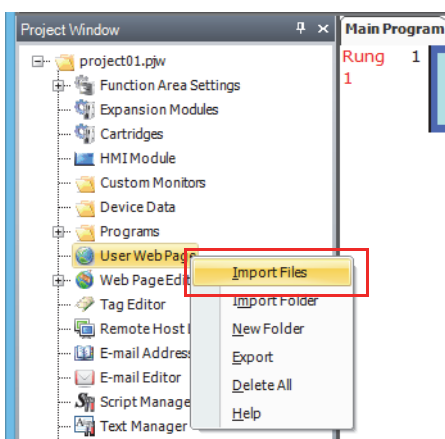 Project Window
Main Program
project01.pjw
Rung 1
1
Function Area Settings
Expansion Modules
Cartridges
HMI Module
Custom Monitors
Device Data
Programs
User Web Page
Import Files
Web Page Edit
Import Folder
Tag Editor
Remote Host
New Folder
E-mail Address
Export
E-mail Editor
Delete All
Script Manage
Help
Text Manager